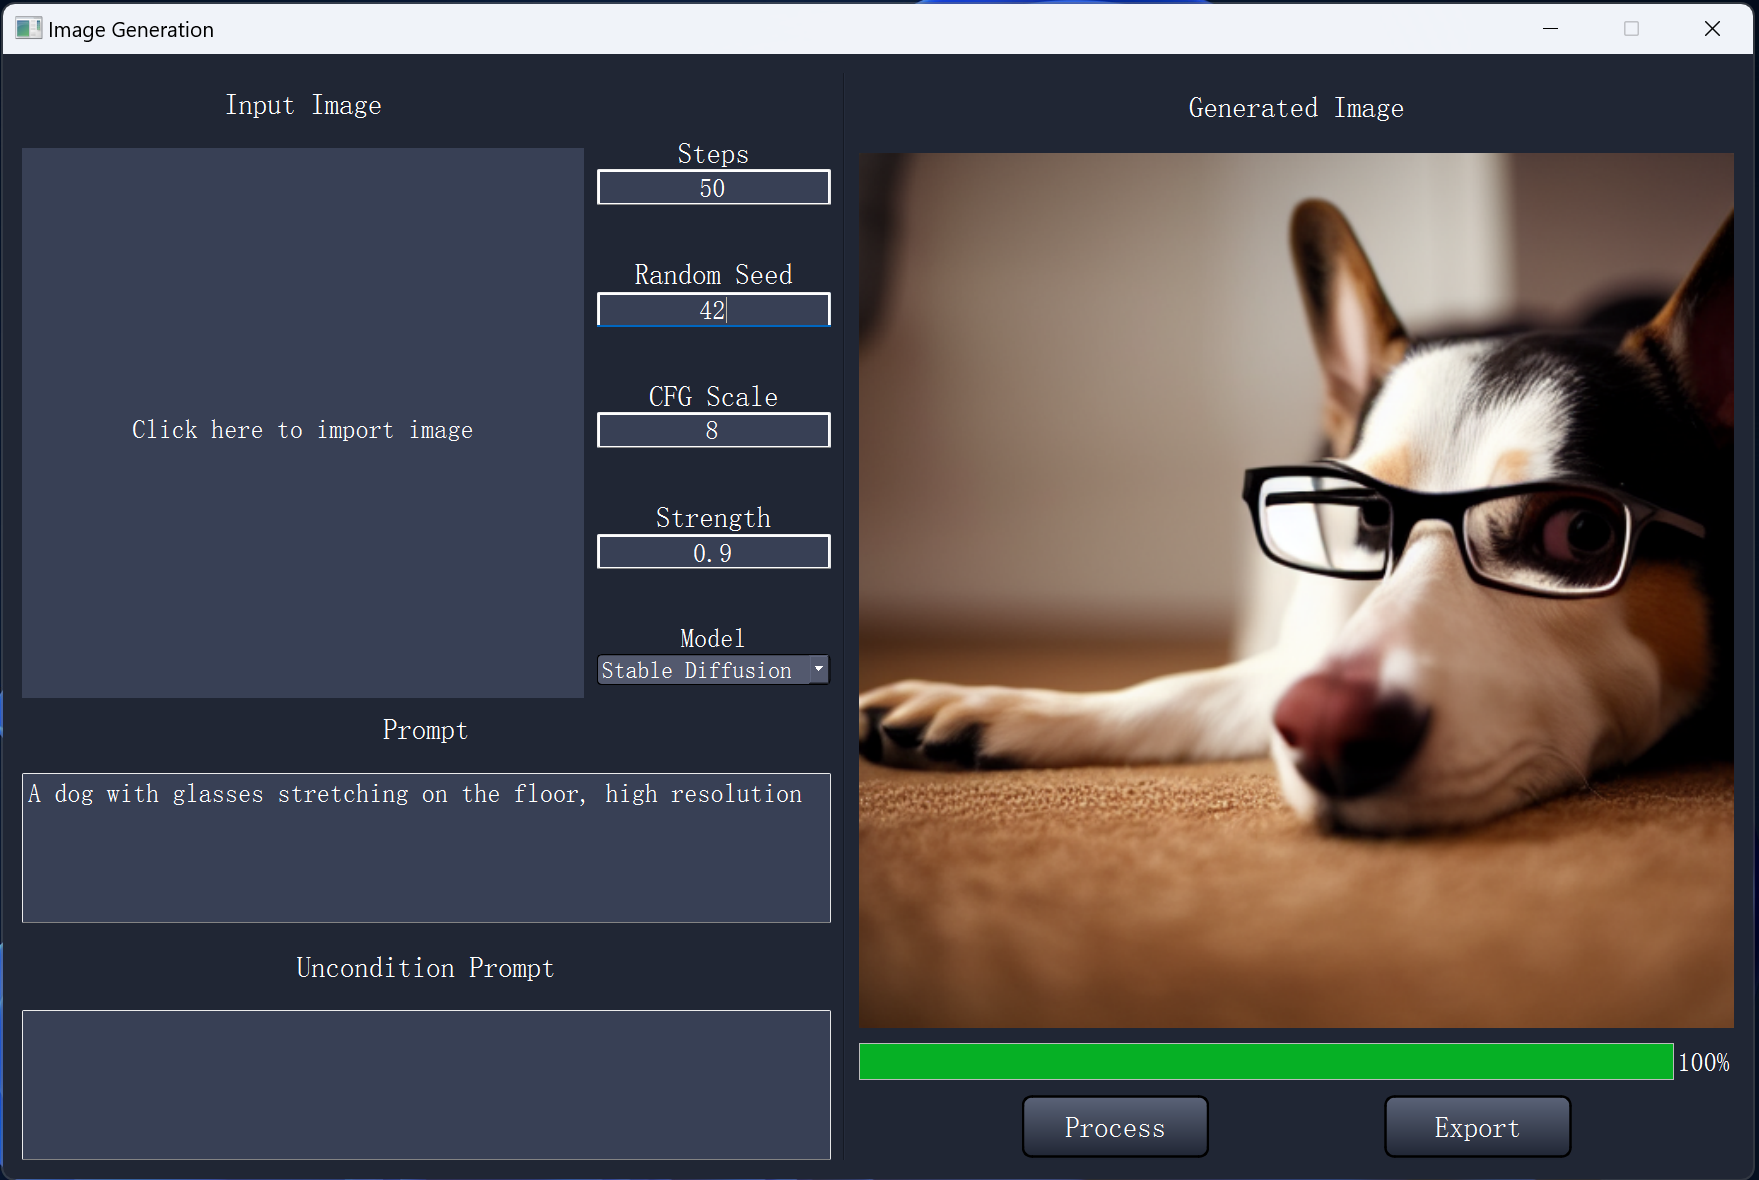 Image Generation
Input Image
Click here to import image
Steps
50
Random Seed
42
CFG Scale
8
Strength
0.9
Model
Stable Diffusion
Prompt
A dog with glasses stretching on the floor, high resolution
Uncondition Prompt
Generated Image
100%
Process
Export